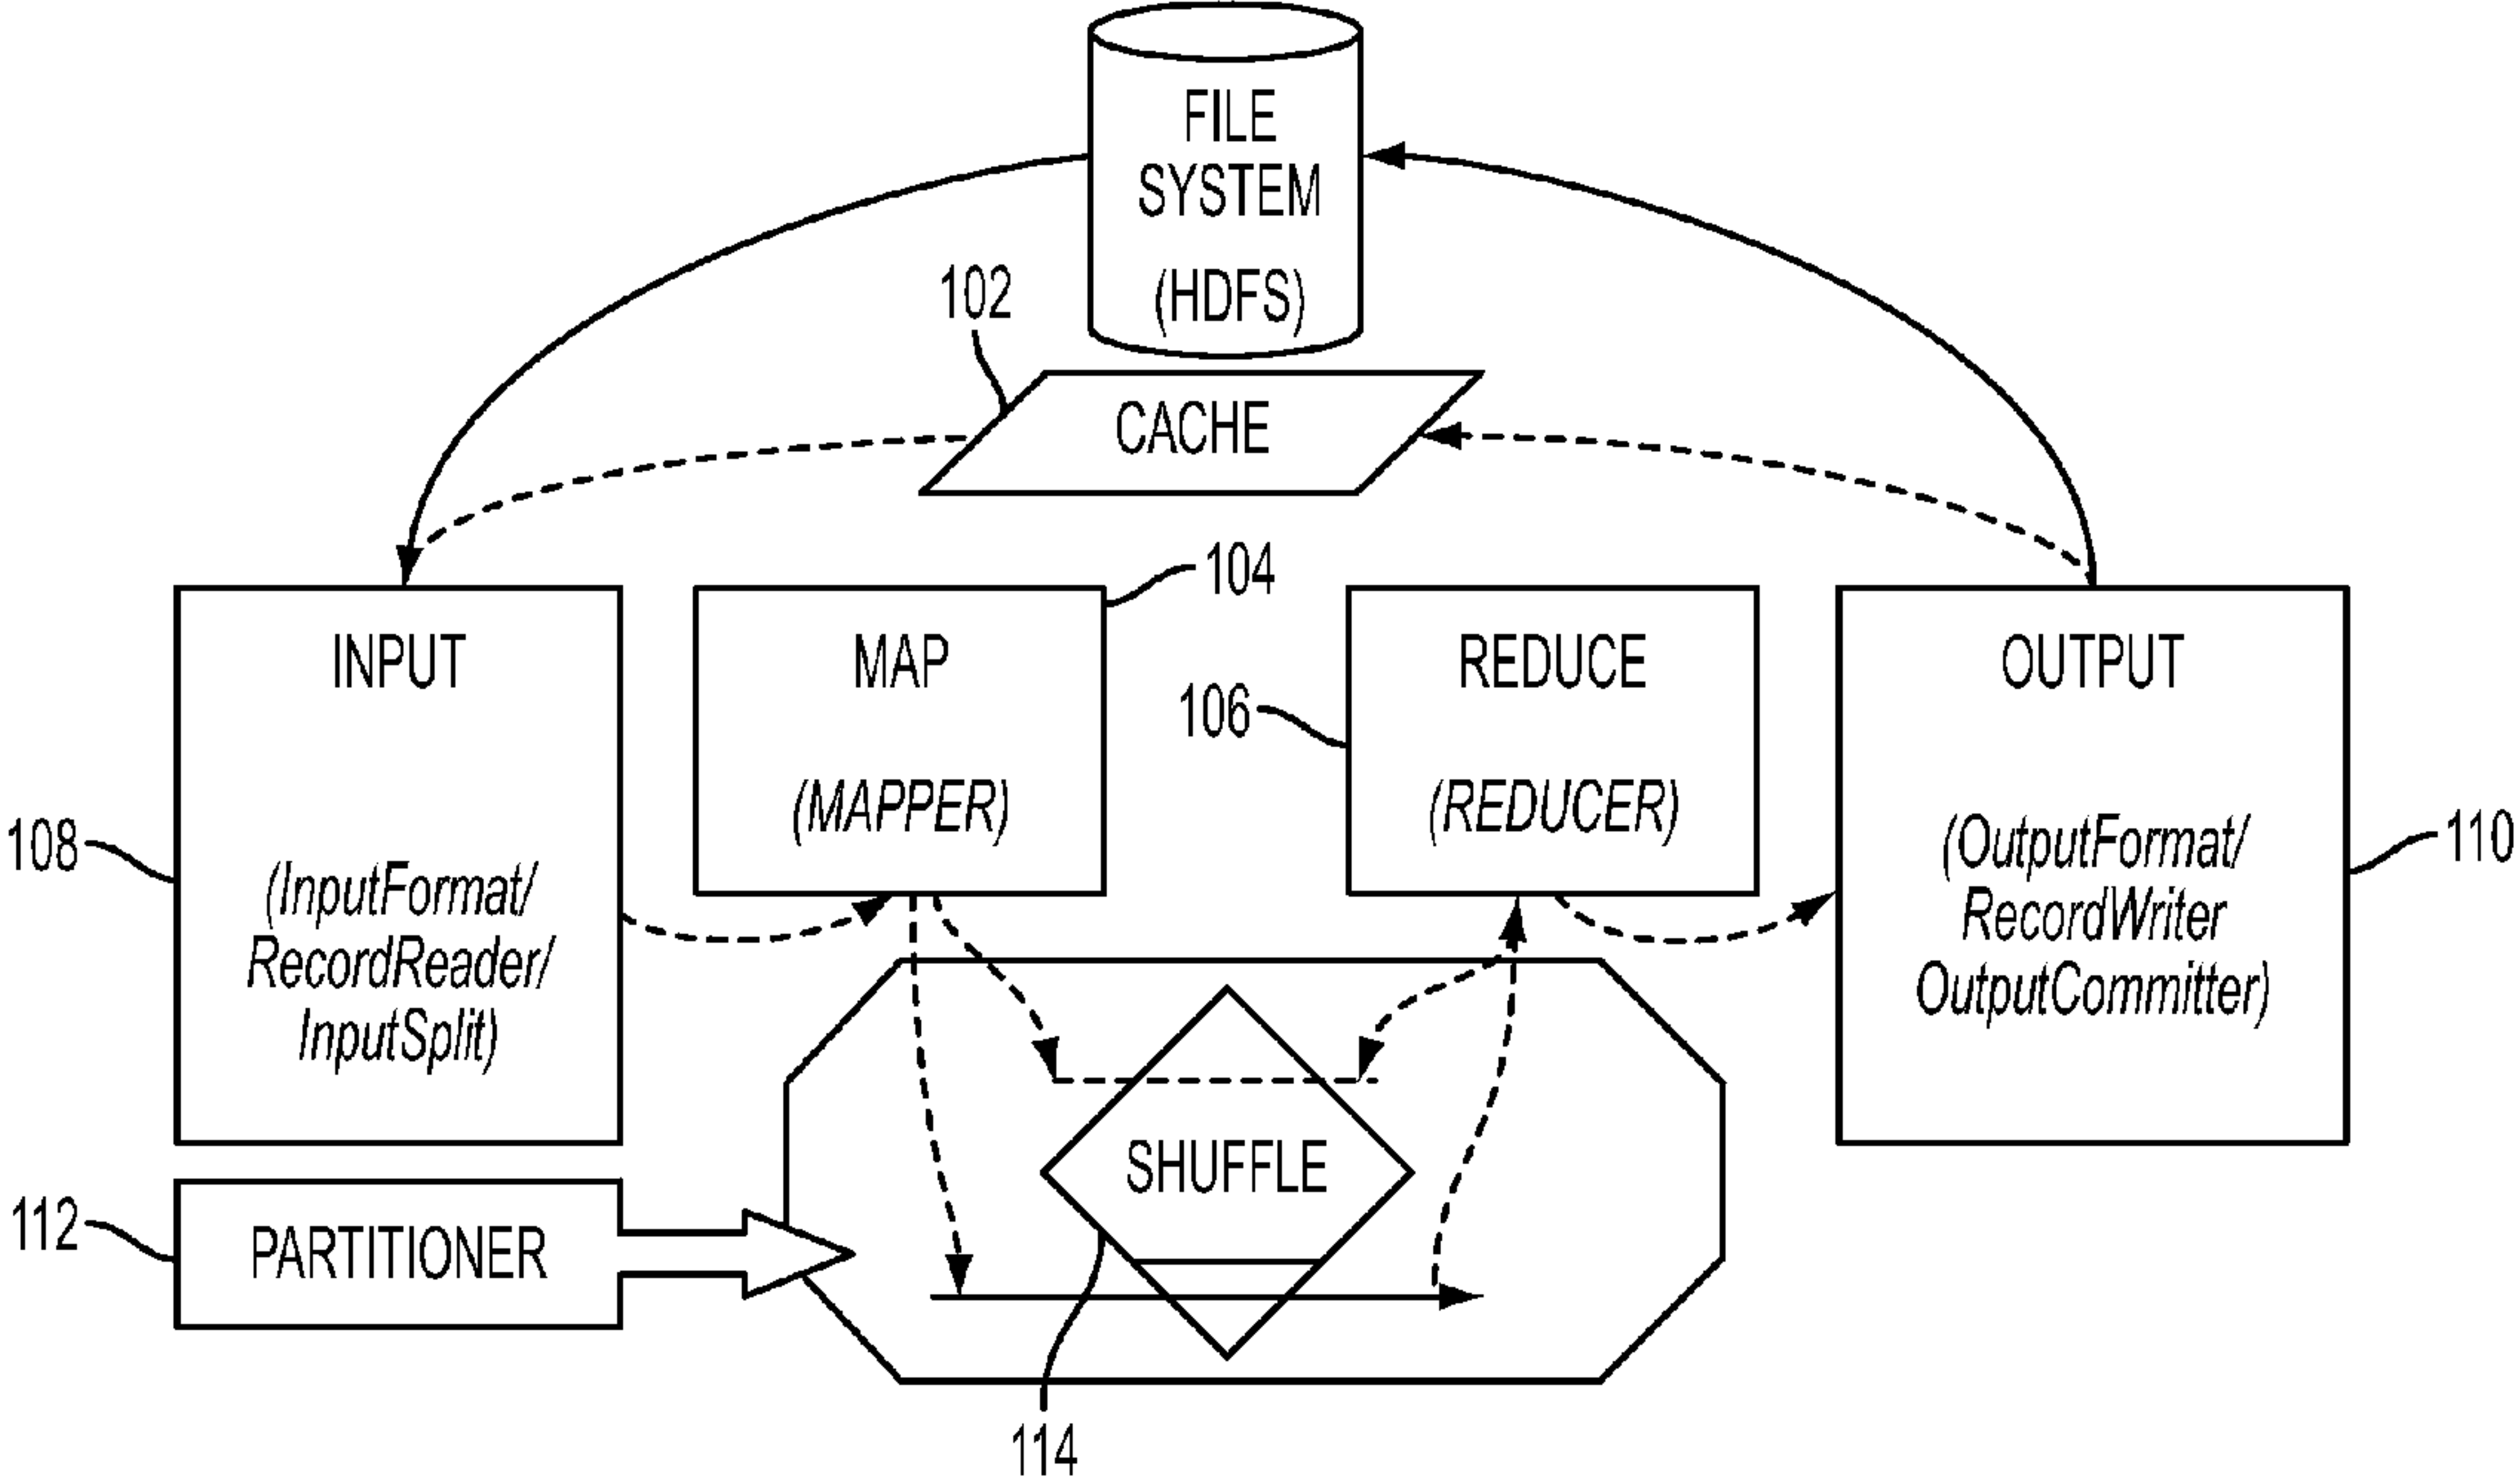 FILE
SYSTEM
(HDFS)
102
CACHE
104
INPUT
MAP
REDUCE
OUTPUT
106
(MAPPER)
(REDUCER)
108
(InputFormat/
RecordReader/
InputSplit)
(OutputFormat/
RecordWriter
OutputCommitter)
110
SHUFFLE
112
PARTITIONER
114